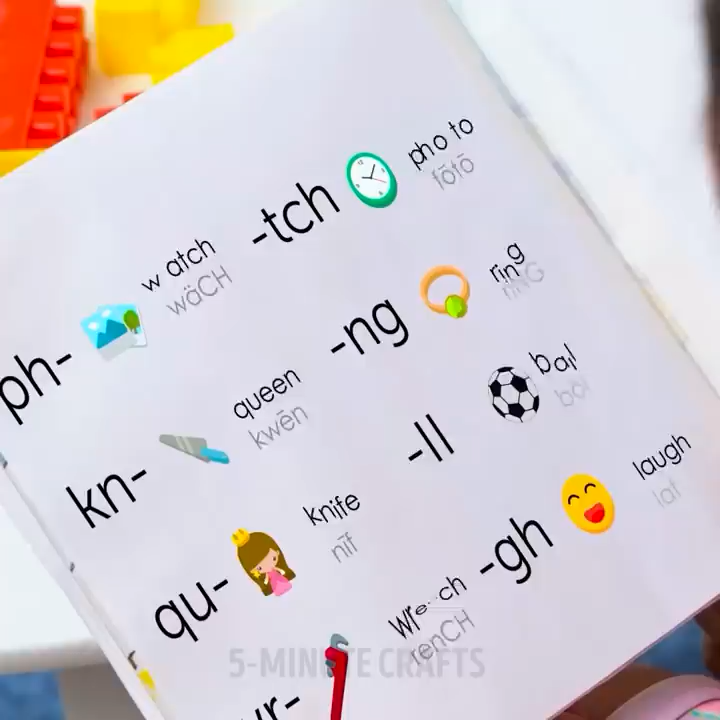 ph-
w atch
wäCH
-tch
pho to
fōtō
kn-
queen
kwēn
-ng
ring
riNG
qu-
knife
nīf
-ll
ball
bôl
Wrench
renCH
-gh
laugh
laf
5-MINUTE CRAFTS